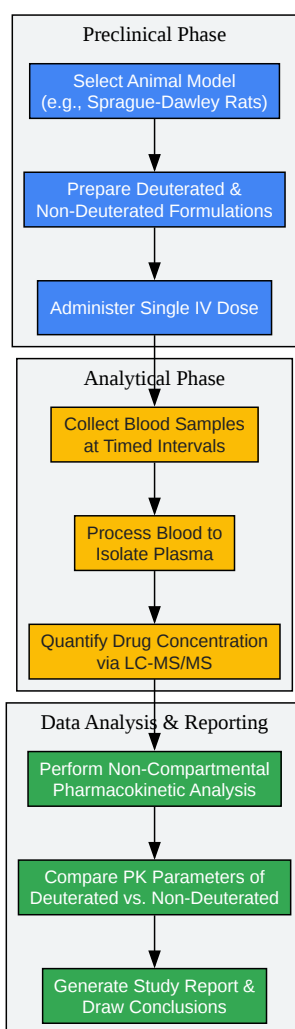 Preclinical Phase
Select Animal Model
(e.g., Sprague-Dawley Rats)
Prepare Deuterated &
Non-Deuterated Formulations
Administer Single IV Dose
Analytical Phase
Collect Blood Samples
at Timed Intervals
Process Blood to
Isolate Plasma
Quantify Drug Concentration
via LC-MS/MS
Data Analysis & Reporting
Perform Non-Compartmental
Pharmacokinetic Analysis
Compare PK Parameters of
Deuterated vs. Non-Deuterated
Generate Study Report &
Draw Conclusions